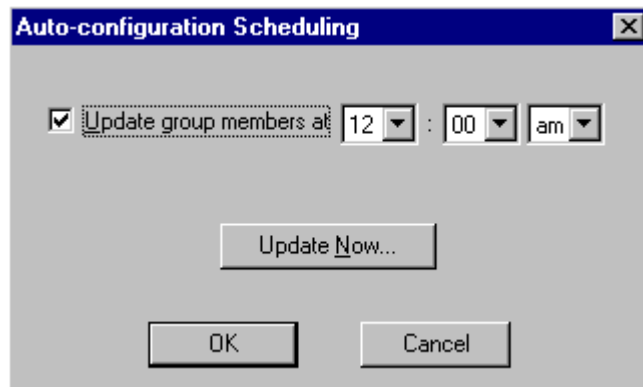 Auto-configuration Scheduling
Update group members at 12 : 00 am
Update Now...
OK Cancel